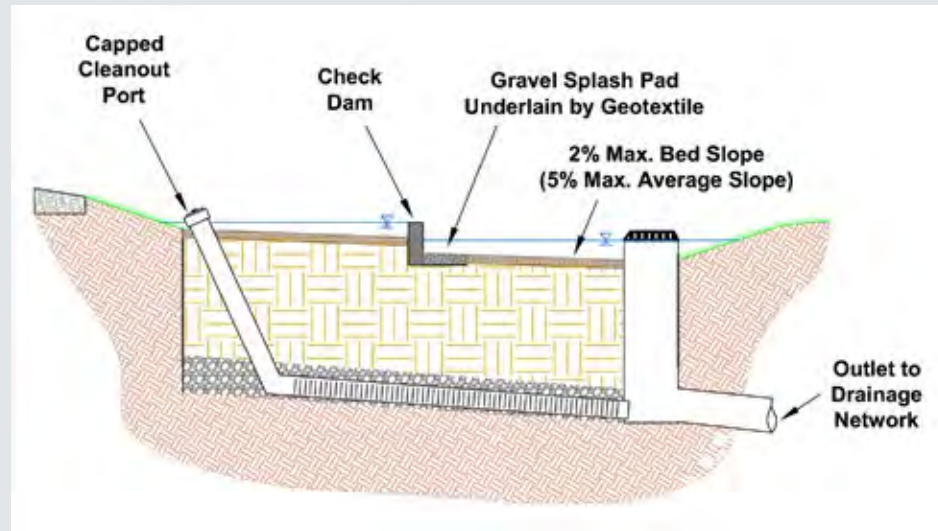 Capped
Cleanout
Port
Check
Dam
Gravel Splash Pad
Underlain by Geotextile
2% Max. Bed Slope
(5% Max. Average Slope)
Outlet to
Drainage
Network